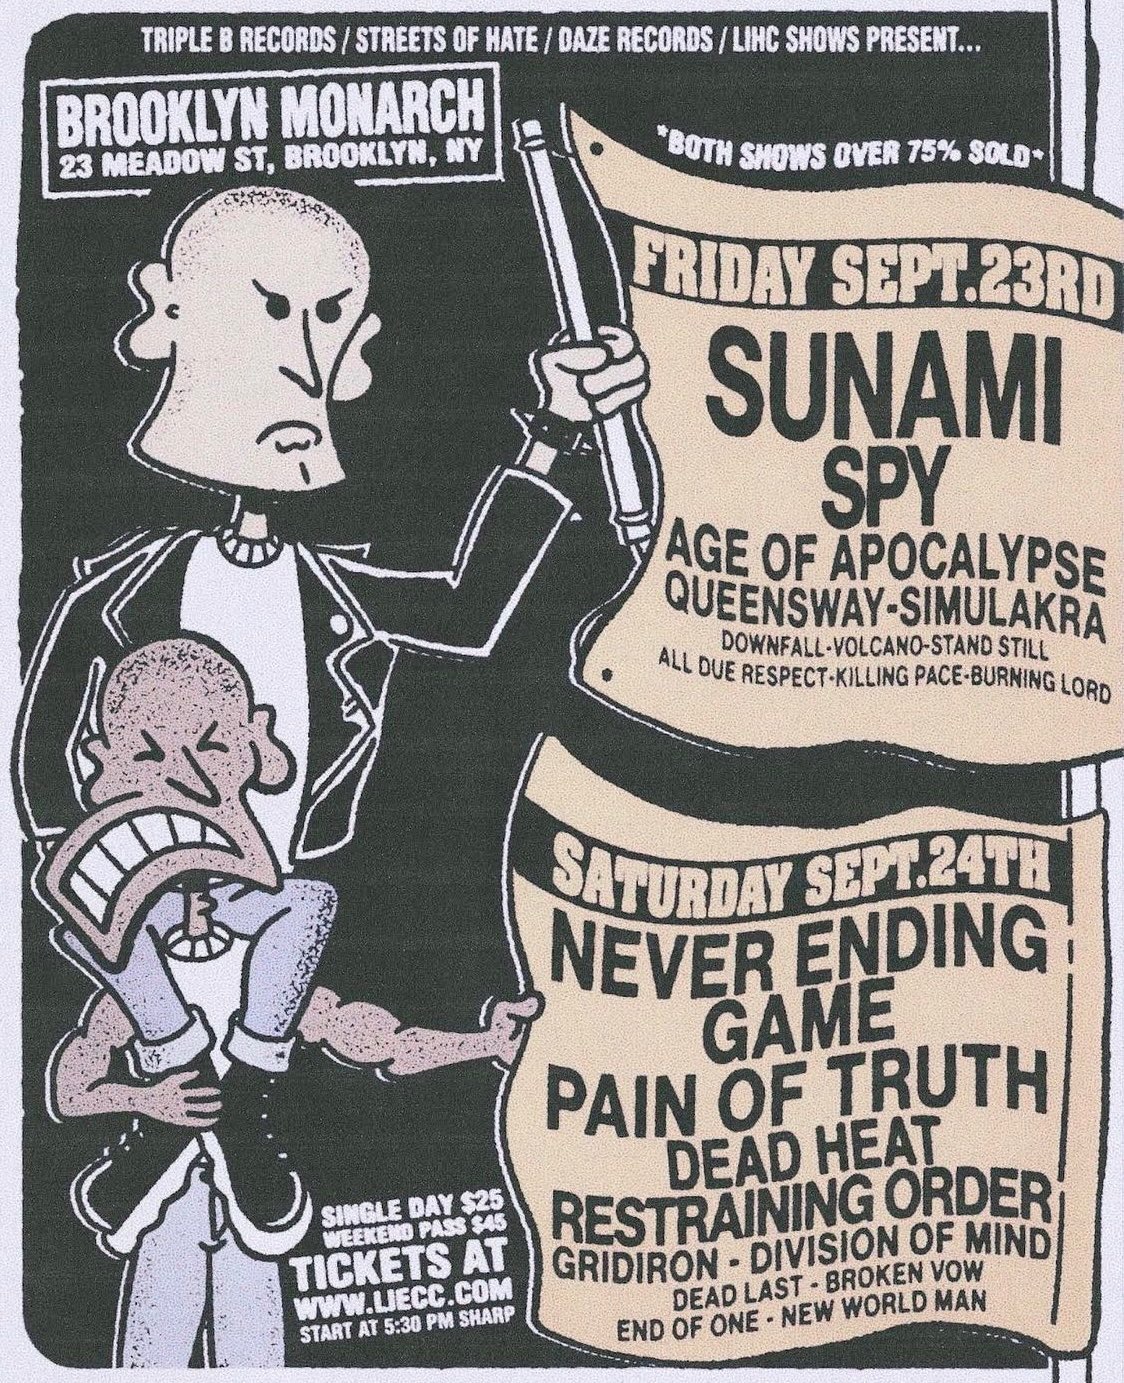 TRIPLE B RECORDS / STREETS OF HATE / DAZE RECORDS / LIHC SHOWS PRESENT...
BROOKLYN MONARCH
23 MEADOW ST, BROOKLYN, NY
*BOTH SHOWS OVER 75% SOLD*
FRIDAY SEPT.23RD
SUNAMI
SPY
AGE OF APOCALYPSE
QUEENSWAY-SIMULAKRA
DOWNFALL-VOLCANO-STAND STILL
ALL DUE RESPECT-KILLING PACE-BURNING LORD
SATURDAY SEPT.24TH
NEVER ENDING
GAME
PAIN OF TRUTH
DEAD HEAT
RESTRAINING ORDER
GRIDIRON - DIVISION OF MIND
DEAD LAST - BROKEN VOW
END OF ONE - NEW WORLD MAN
SINGLE DAY $25
WEEKEND PASS $45
TICKETS AT
WWW.IJECC.COM
START AT 5:30 PM SHARP